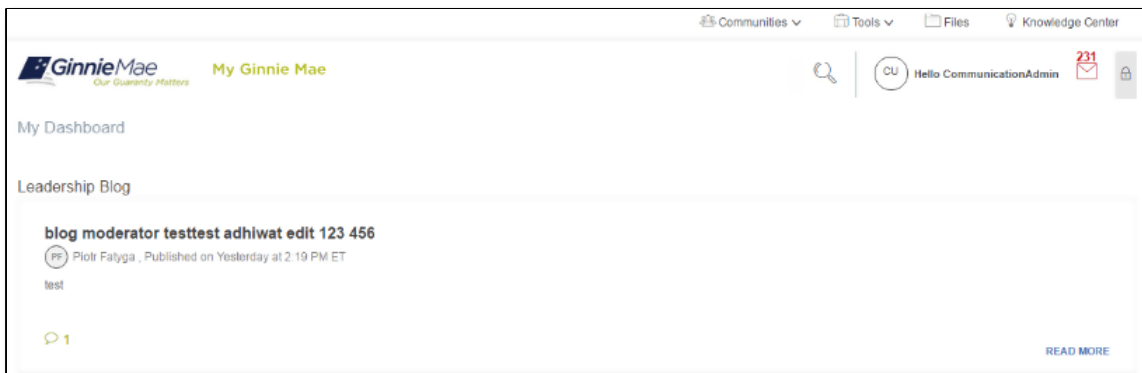 Communities Tools Files Knowledge Center
231
GinnieMae My Ginnie Mae CU Hello CommunicationAdmin
Our Guaranty Matters
My Dashboard
Leadership Blog
blog moderator testtest adhiwat edit 123 456
PF Piotr Fatyga , Published on Yesterday at 2:19 PM ET
test
1
READ MORE